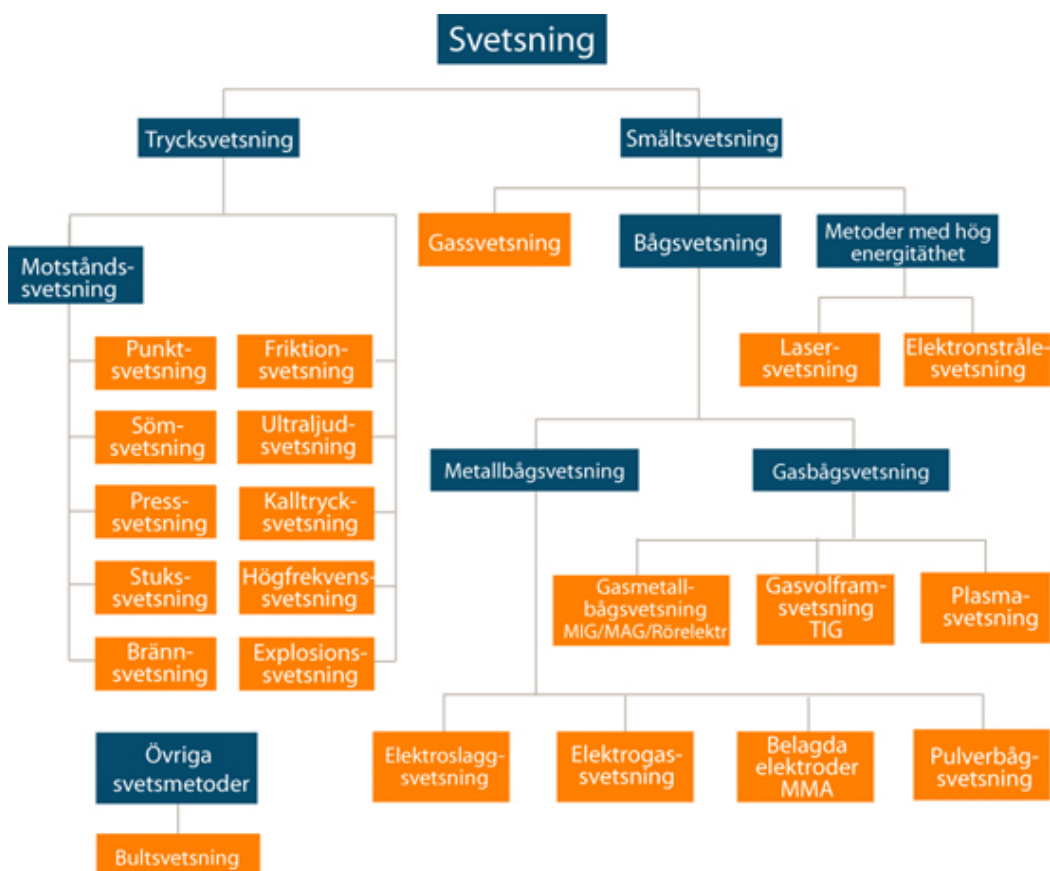 Svetsning
Trycksvetsning
Smältsvetsning
Gassvetsning
Bågsvetsning
Metoder med hög
energitäthet
Motstånds-
svetsning
Punkt-
svetsning
Friktion-
svetsning
Laser-
svetsning
Elektronstråle-
svetsning
Söm-
svetsning
Ultraljud-
svetsning
Metallbågsvetsning
Gasbågsvetsning
Press-
svetsning
Kalltryck-
svetsning
Stuks-
svetsning
Högfrekvens-
svetsning
Gasmetall-
bågsvetsning
MIG/MAG/Rörelektr
Gasvolfram-
svetsning
TIG
Plasma-
svetsning
Bränn-
svetsning
Explosions-
svetsning
Övriga
svetsmetoder
Elektroslagg-
svetsning
Elektrogas-
svetsning
Belagda
elektroder
MMA
Pulverbåg-
svetsning
Bultsvetsning